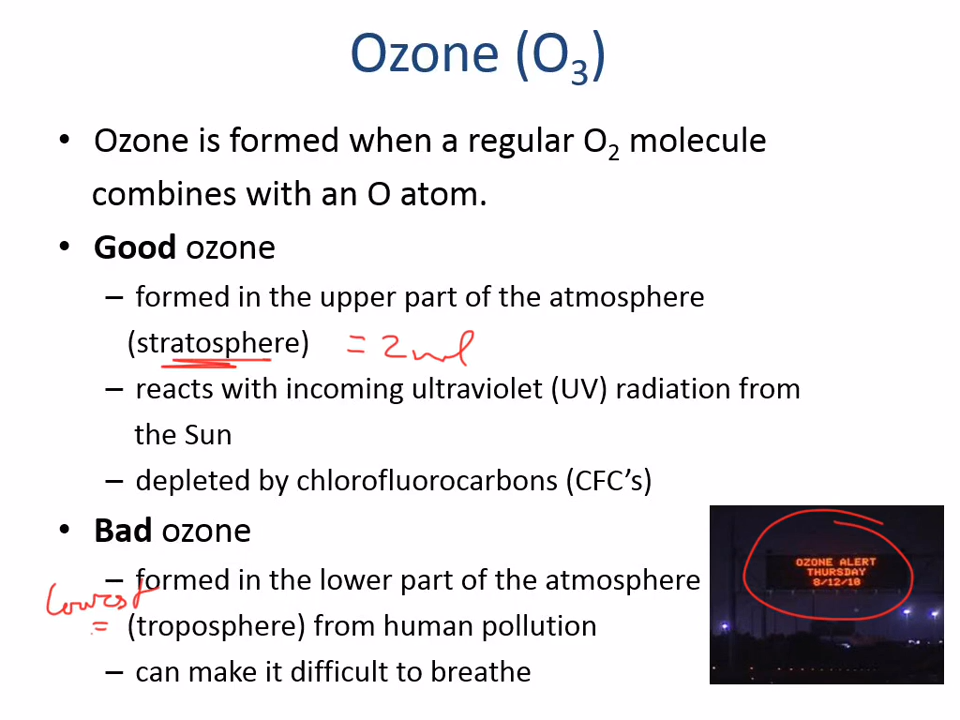 Ozone (O3)
• Ozone is formed when a regular O2 molecule
combines with an O atom.
• Good ozone
– formed in the upper part of the atmosphere
(stratosphere) = 2nd
– reacts with incoming ultraviolet (UV) radiation from
the Sun
– depleted by chlorofluorocarbons (CFC's)
• Bad ozone
– formed in the lower part of the atmosphere
lowest
= (troposphere) from human pollution
– can make it difficult to breathe
OZONE ALERT
THURSDAY
8/12/10